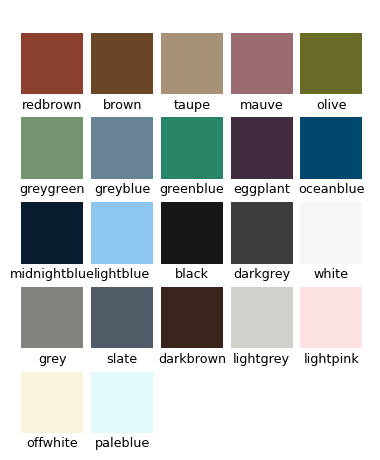 redbrown brown taupe mauve olive
greygreen greyblue greenblue eggplant oceanblue
midnightblue lightblue black darkgrey white
grey slate darkbrown lightgrey lightpink
offwhite paleblue